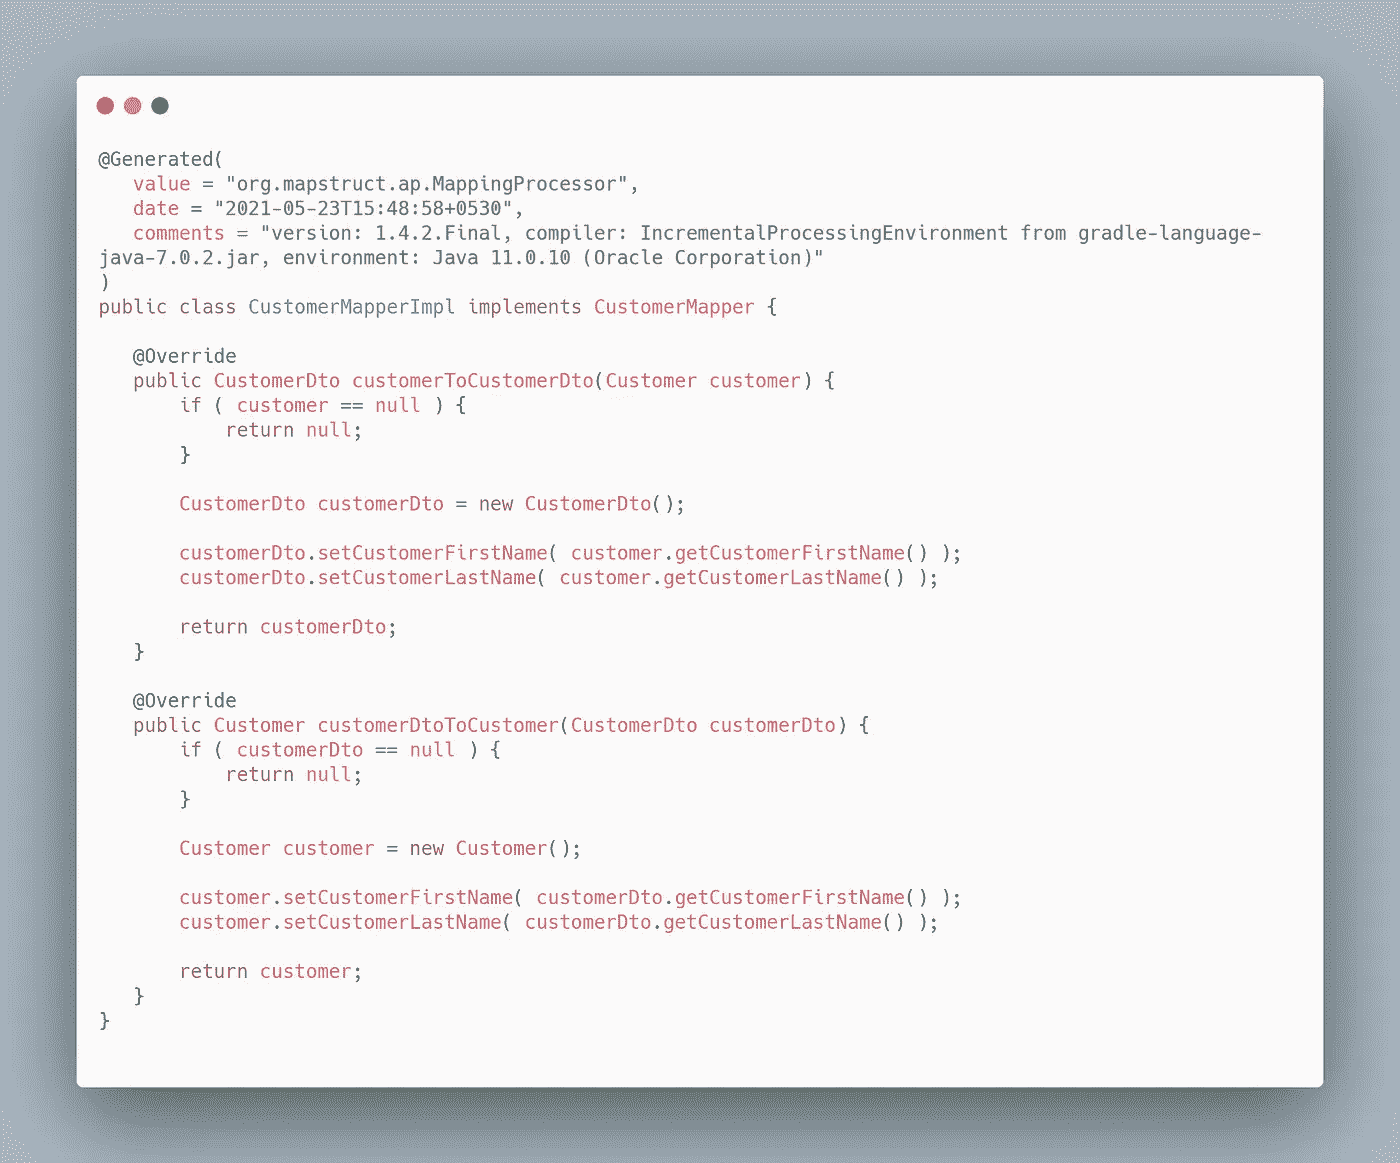 @Generated(
   value = "org.mapstruct.ap.MappingProcessor",
   date = "2021-05-23T15:48:58+0530",
   comments = "version: 1.4.2.Final, compiler: IncrementalProcessingEnvironment from gradle-language-
java-7.0.2.jar, environment: Java 11.0.10 (Oracle Corporation)"
)
public class CustomerMapperImpl implements CustomerMapper {

   @Override
   public CustomerDto customerToCustomerDto(Customer customer) {
       if ( customer == null ) {
           return null;
       }

       CustomerDto customerDto = new CustomerDto();

       customerDto.setCustomerFirstName( customer.getCustomerFirstName() );
       customerDto.setCustomerLastName( customer.getCustomerLastName() );

       return customerDto;
   }

   @Override
   public Customer customerDtoToCustomer(CustomerDto customerDto) {
       if ( customerDto == null ) {
           return null;
       }

       Customer customer = new Customer();

       customer.setCustomerFirstName( customerDto.getCustomerFirstName() );
       customer.setCustomerLastName( customerDto.getCustomerLastName() );

       return customer;
   }
}